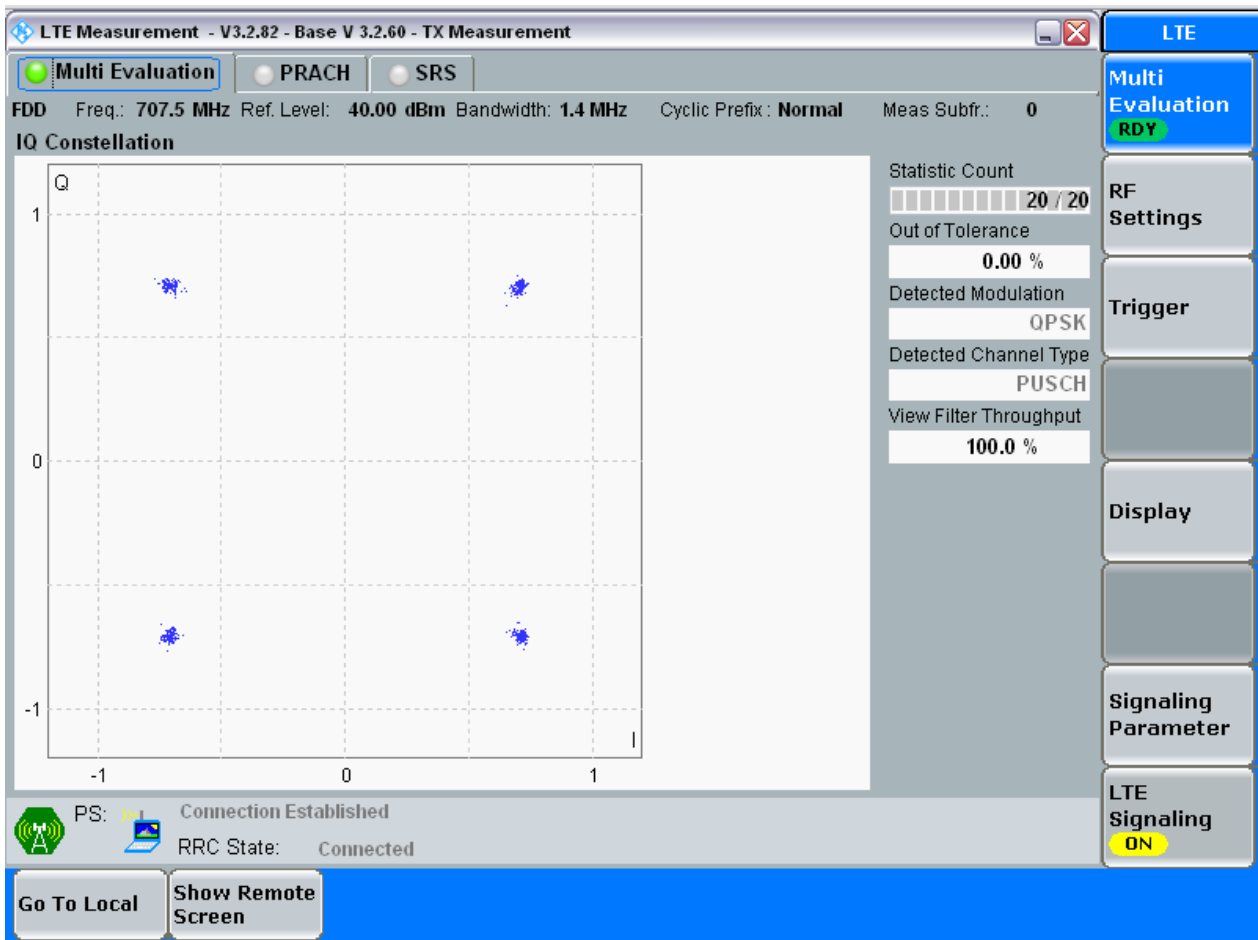 LTE Measurement - V3.2.82 - Base V 3.2.60 - TX Measurement
LTE
Multi Evaluation
PRACH
SRS
Multi
Evaluation
RDY
FDD Freq.: 707.5 MHz Ref. Level: 40.00 dBm Bandwidth: 1.4 MHz Cyclic Prefix : Normal Meas Subfr.: 0
IQ Constellation
Q
1
0
-1
I
-1 0 1
Statistic Count
20 / 20
Out of Tolerance
0.00 %
Detected Modulation
QPSK
Detected Channel Type
PUSCH
View Filter Throughput
100.0 %
RF
Settings
Trigger
Display
Signaling
Parameter
LTE
Signaling
ON
PS: Connection Established
RRC State: Connected
Go To Local
Show Remote
Screen